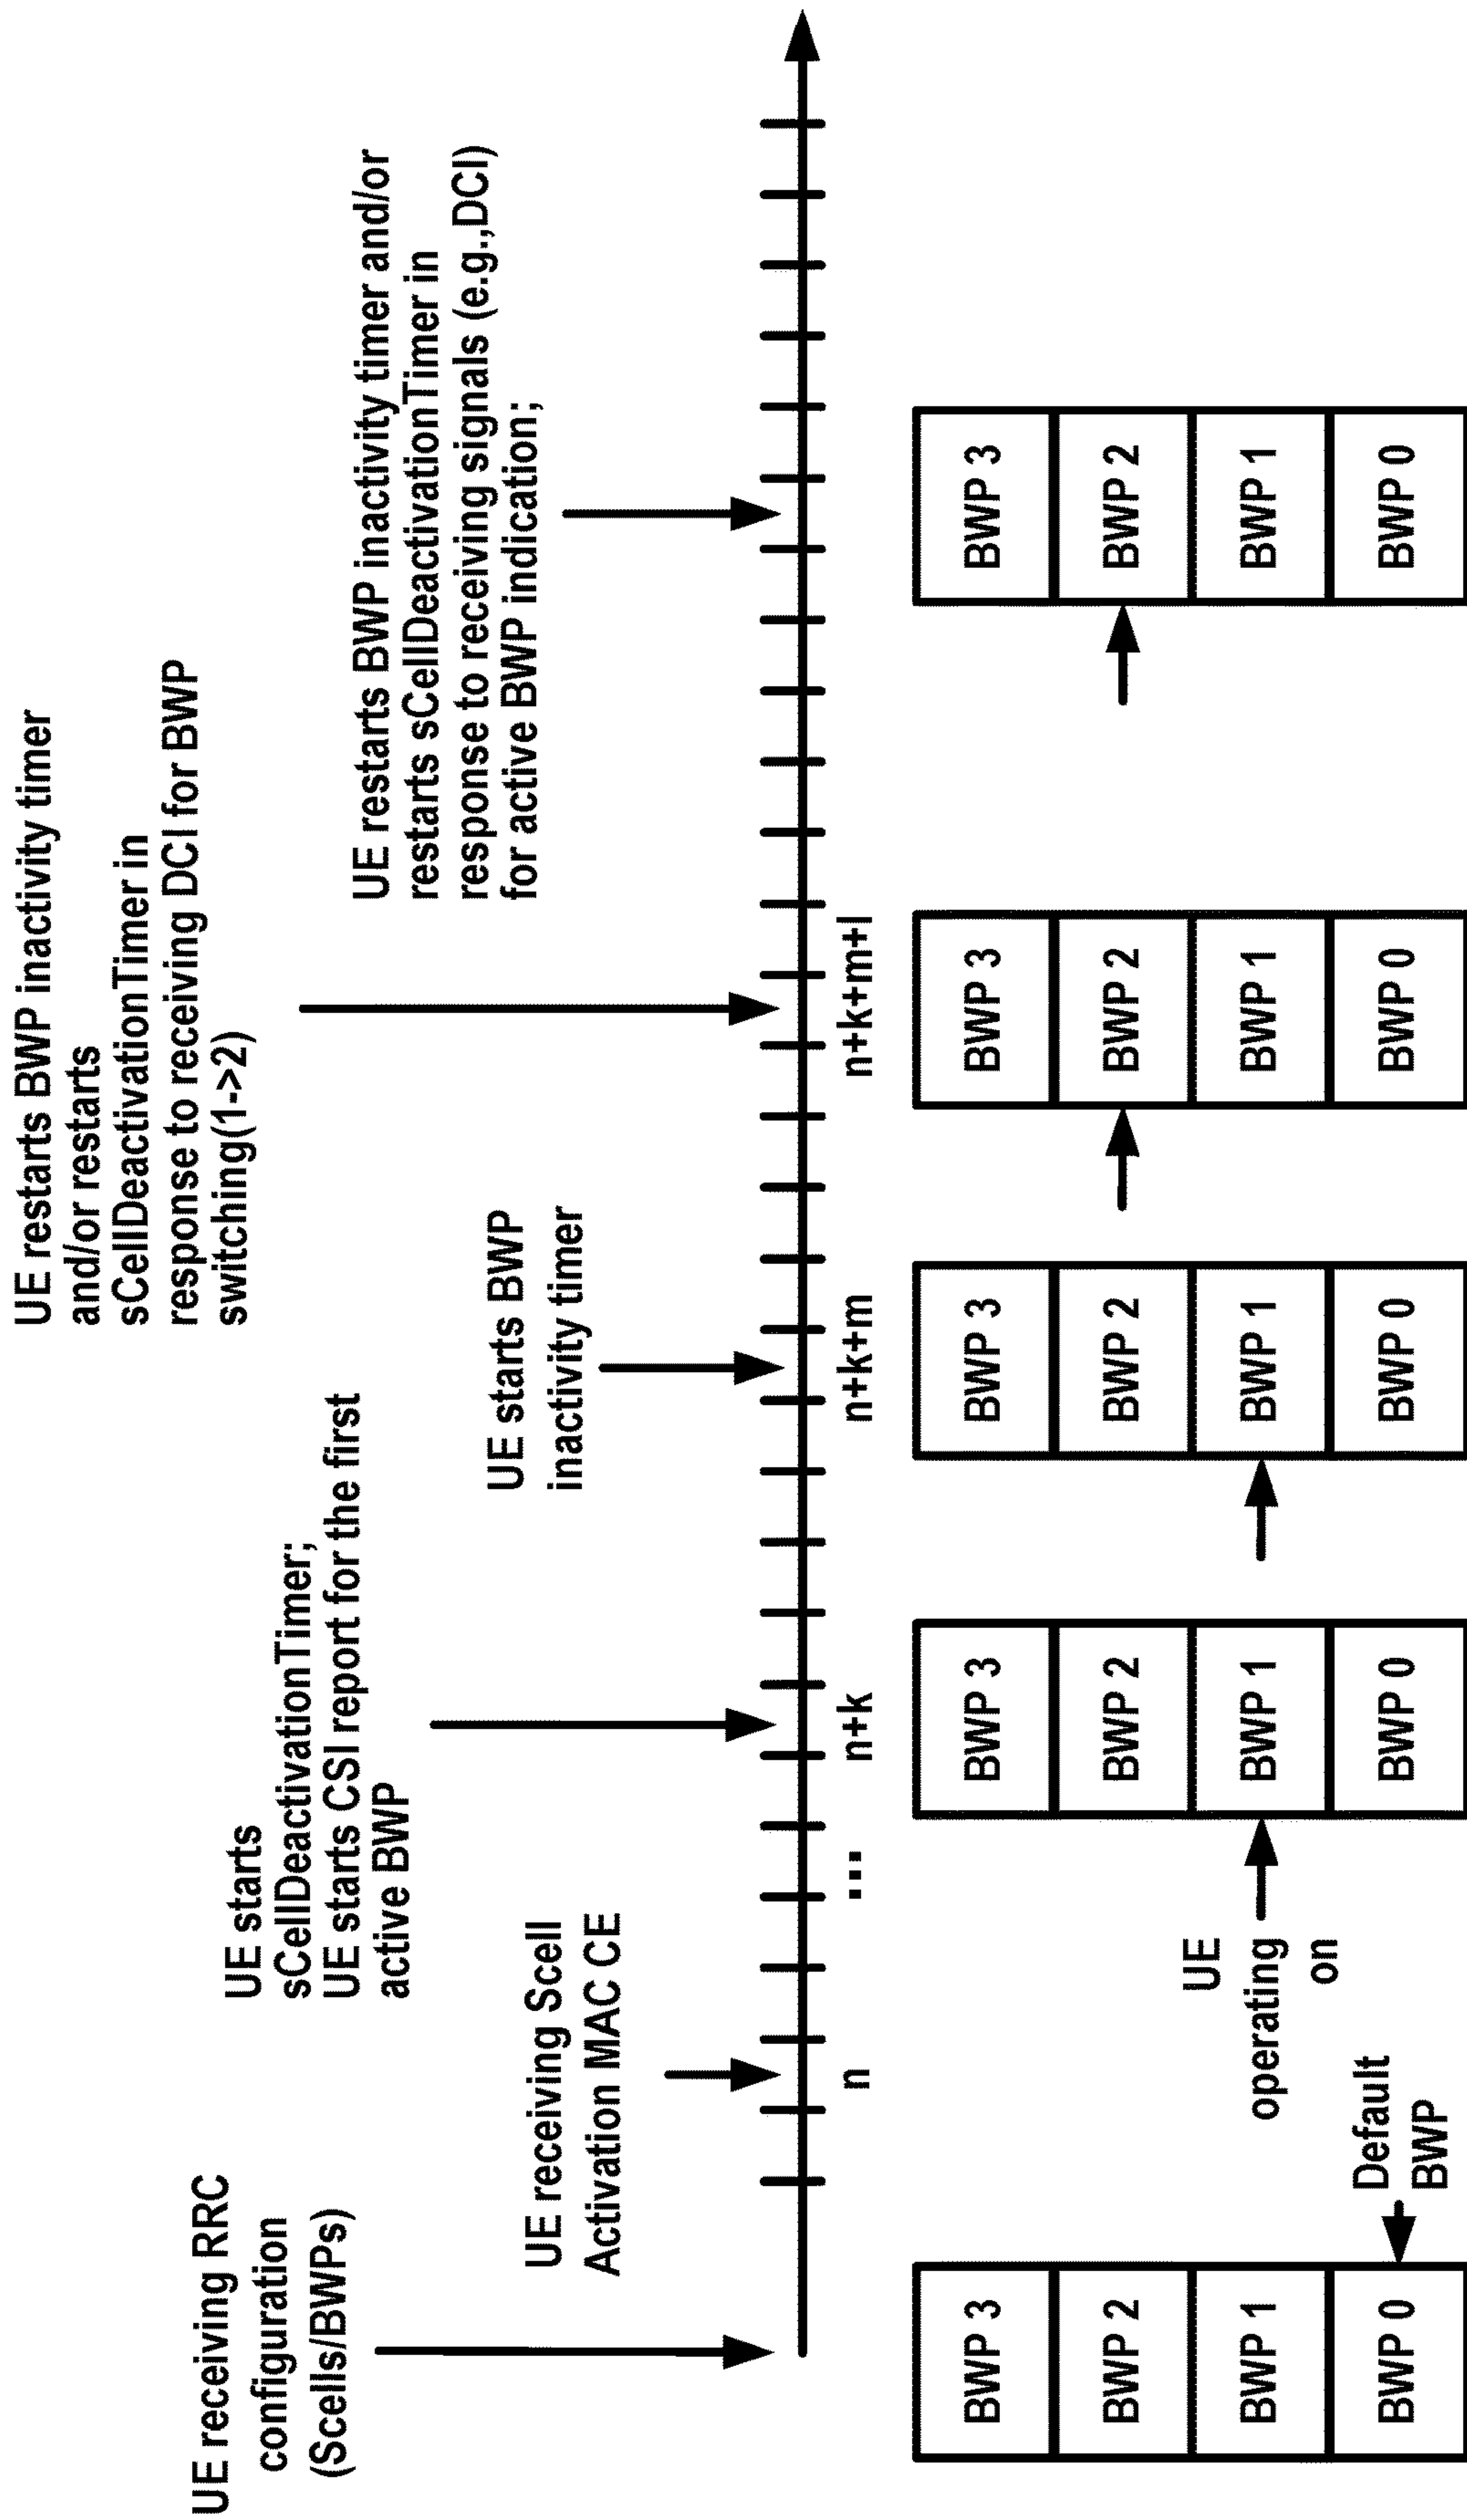 UE receiving RRC
configuration
(Scells/BWPs)
UE receiving Scell
Activation MAC CE
UE starts
sCellDeactivationTimer;
UE starts CSI report for the first
active BWP
UE starts BWP
inactivity timer
UE restarts BWP inactivity timer
and/or restarts
sCellDeactivationTimer in
response to receiving DCI for BWP
switching(1->2)
UE restarts BWP inactivity timer and/or
restarts sCellDeactivationTimer in
response to receiving signals (e.g.,DCI)
for active BWP indication;
n
...
n+k
n+k+m
n+k+m+l
BWP 3
BWP 2
BWP 1
BWP 0
Default
BWP
UE
operating
on
BWP 3
BWP 2
BWP 1
BWP 0
BWP 3
BWP 2
BWP 1
BWP 0
BWP 3
BWP 2
BWP 1
BWP 0
BWP 3
BWP 2
BWP 1
BWP 0